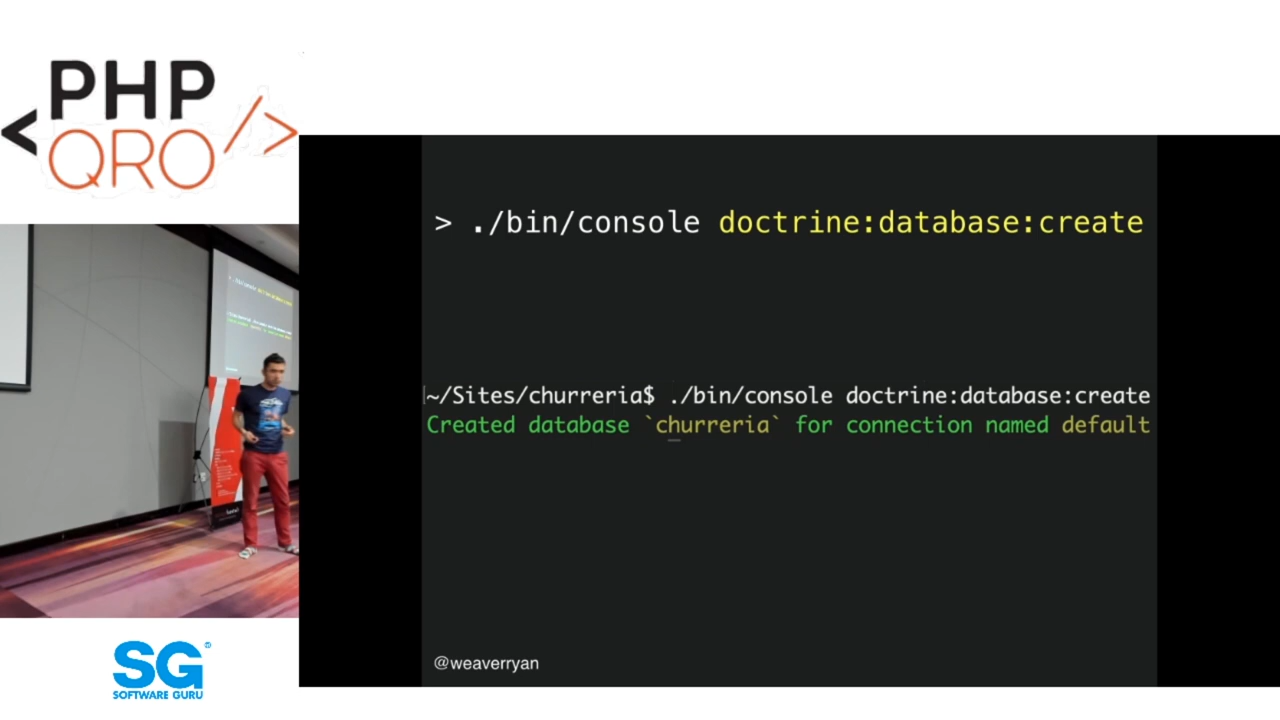 PHP
< QRO />
> ./bin/console doctrine:database:create
~/Sites/churreria$ ./bin/console doctrine:database:create
Created database `churreria` for connection named default
@weaverryan
SG®
SOFTWARE GURU